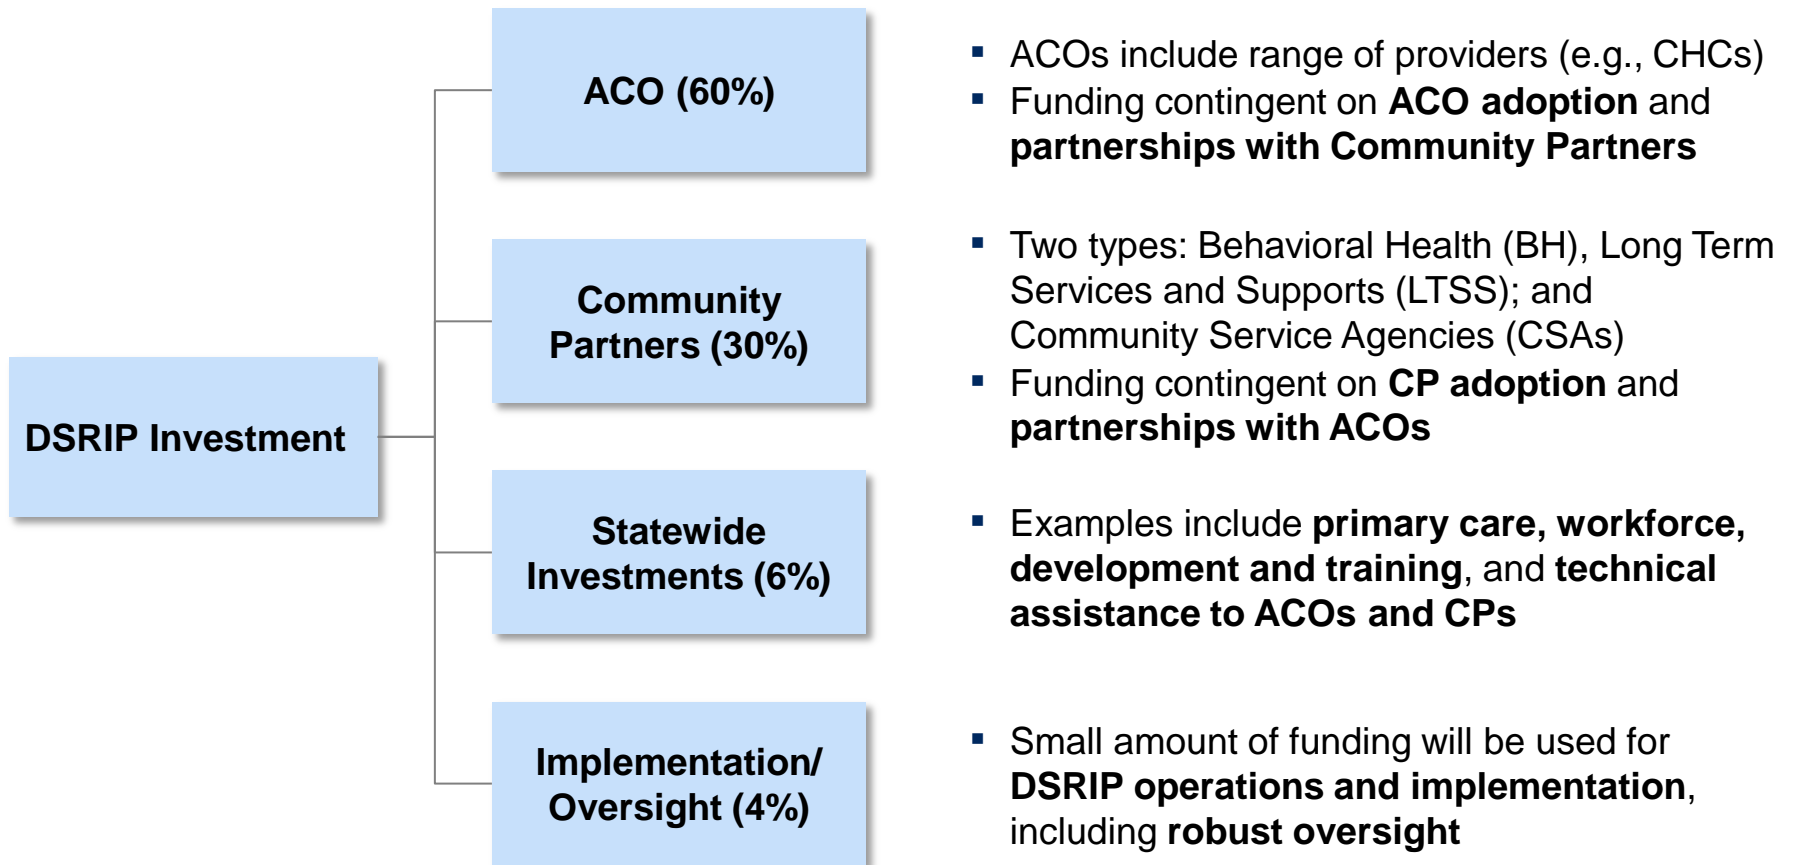 DSRIP Investment
ACO (60%)
▪ ACOs include range of providers (e.g., CHCs)
▪ Funding contingent on ACO adoption and
partnerships with Community Partners
Community
Partners (30%)
▪ Two types: Behavioral Health (BH), Long Term
Services and Supports (LTSS); and
Community Service Agencies (CSAs)
▪ Funding contingent on CP adoption and
partnerships with ACOs
Statewide
Investments (6%)
▪ Examples include primary care, workforce,
development and training, and technical
assistance to ACOs and CPs
Implementation/
Oversight (4%)
▪ Small amount of funding will be used for
DSRIP operations and implementation,
including robust oversight